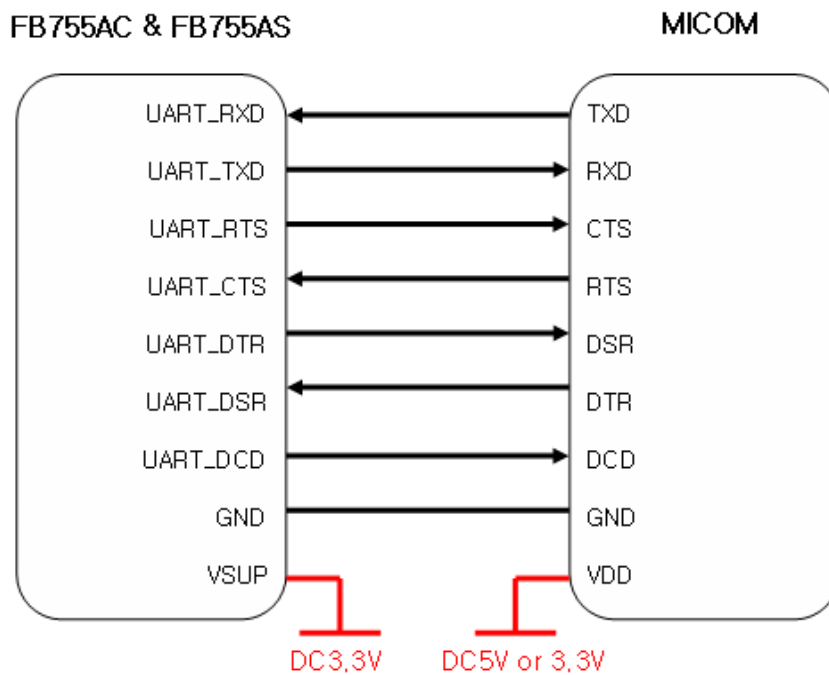 FB755AC & FB755AS
MICOM
UART_RXD
TXD
UART_TXD
RXD
UART_RTS
CTS
UART_CTS
RTS
UART_DTR
DSR
UART_DSR
DTR
UART_DCD
DCD
GND
GND
VSUP
VDD
DC3,3V
DC5V or 3,3V